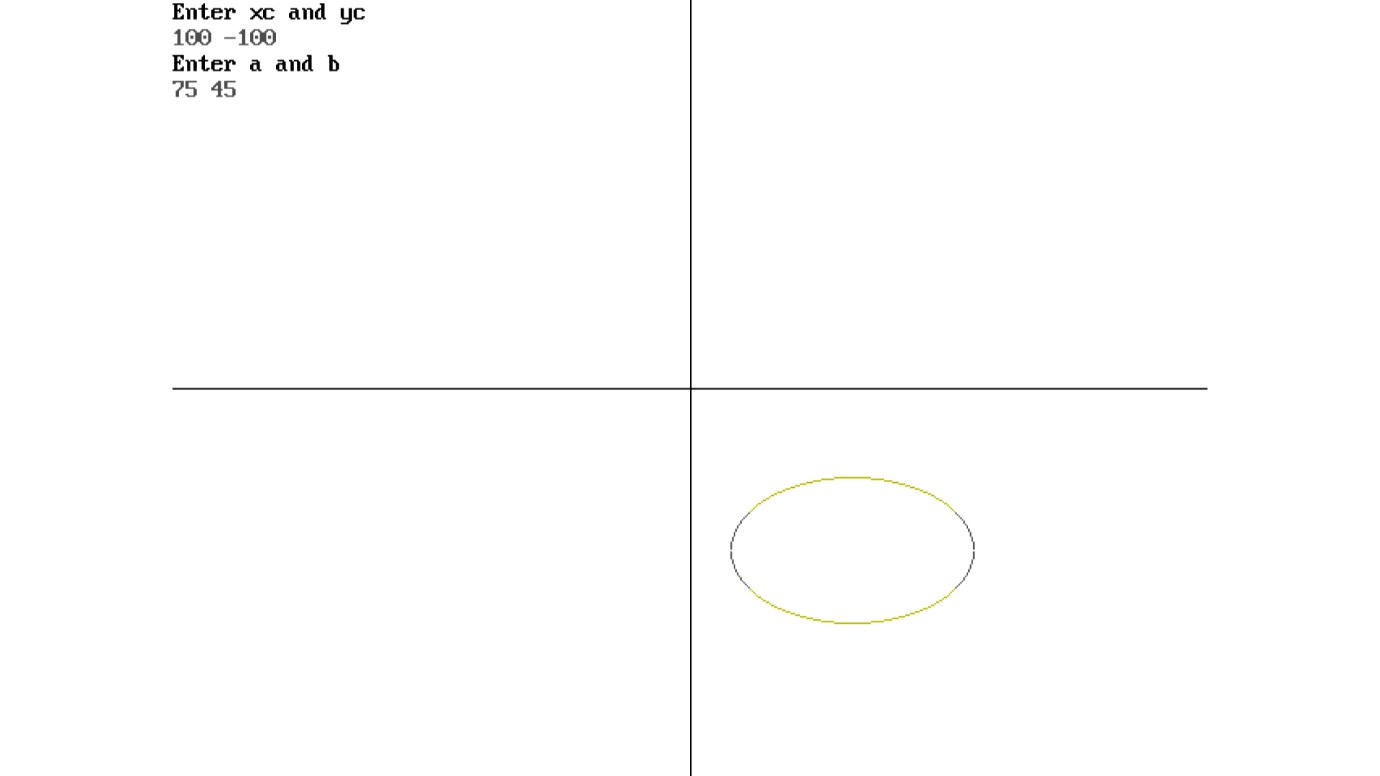 Enter xc and yc
100 -100
Enter a and b
75 45